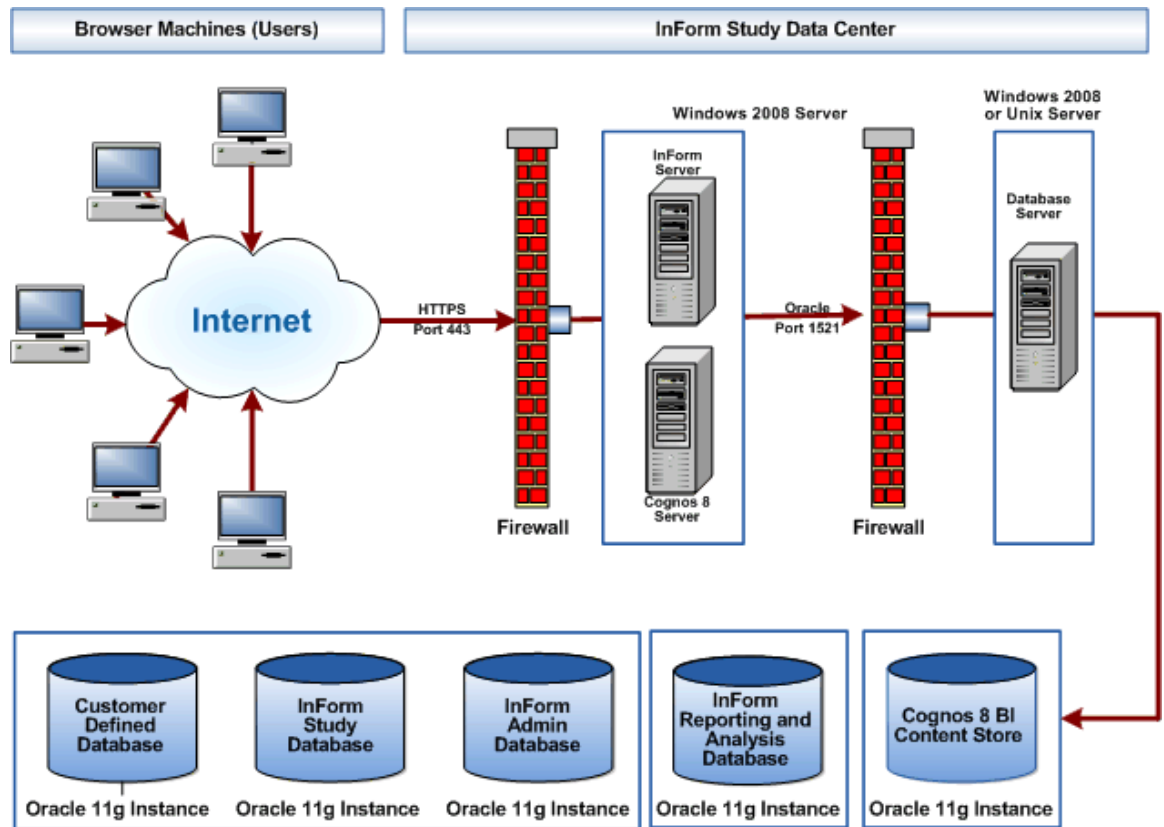 Browser Machines (Users)
InForm Study Data Center
Windows 2008 Server
Windows 2008
or Unix Server
InForm
Server
Database
Server
Internet
HTTPS
Port 443
Oracle
Port 1521
Cognos 8
Server
Firewall
Firewall
Customer
Defined
Database
InForm
Study
Database
InForm
Admin
Database
InForm
Reporting and
Analysis
Database
Cognos 8 BI
Content Store
Oracle 11g Instance
Oracle 11g Instance
Oracle 11g Instance
Oracle 11g Instance
Oracle 11g Instance